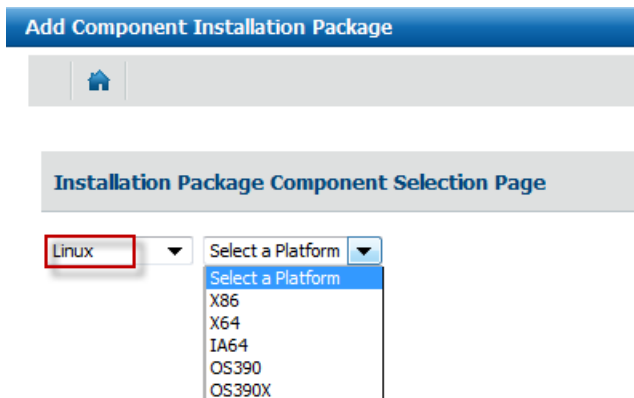 Add Component Installation Package
Installation Package Component Selection Page
Linux Select a Platform
Select a Platform
X86
X64
IA64
OS390
OS390X